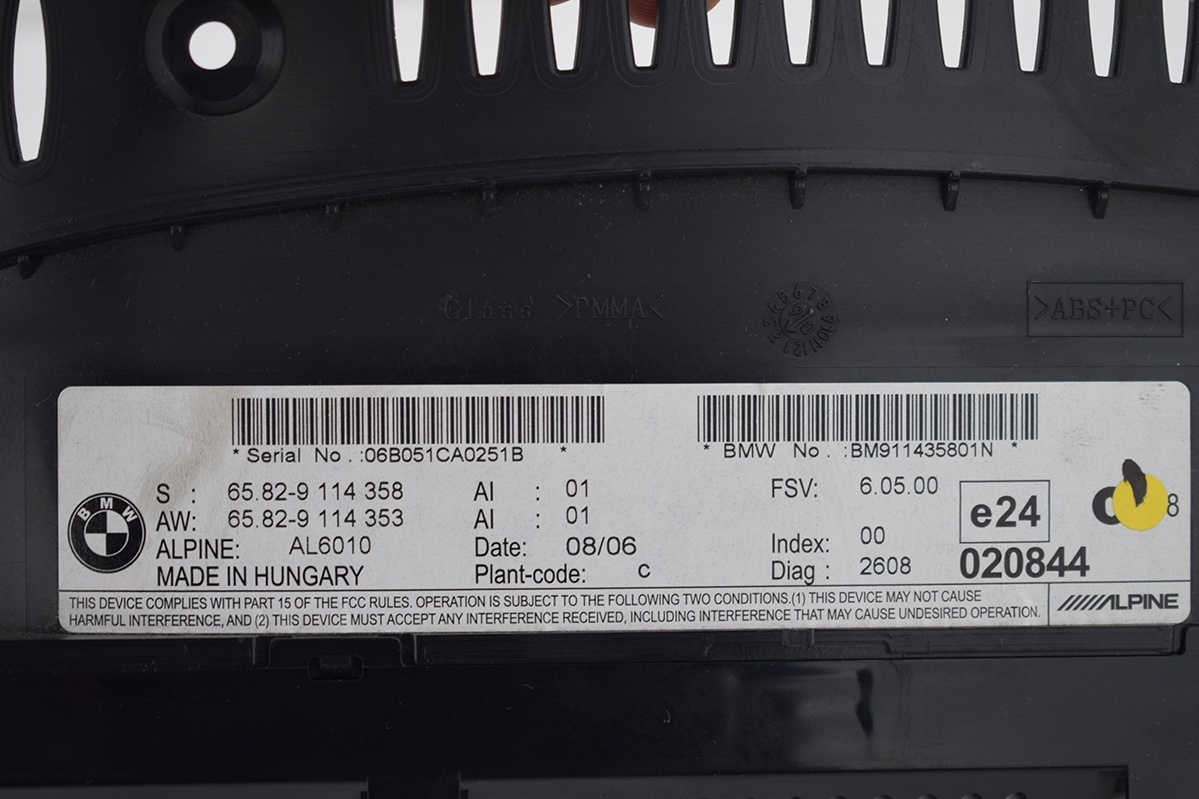 Glass >PMMA<
>ABS+PC<
* Serial No. :06B051CA0251B *
* BMW No. :BM911435801N *
BMW
S : 65.82-9 114 358 AI : 01 FSV: 6.05.00
AW: 65.82-9 114 353 AI : 01
ALPINE: AL6010 Date: 08/06 Index: 00
MADE IN HUNGARY Plant-code: C Diag : 2608
e24
8
020844
THIS DEVICE COMPLIES WITH PART 15 OF THE FCC RULES. OPERATION IS SUBJECT TO THE FOLLOWING TWO CONDITIONS.(1) THIS DEVICE MAY NOT CAUSE
HARMFUL INTERFERENCE, AND (2) THIS DEVICE MUST ACCEPT ANY INTERFERENCE RECEIVED, INCLUDING INTERFERENCE THAT MAY CAUSE UNDESIRED OPERATION.
ALPINE